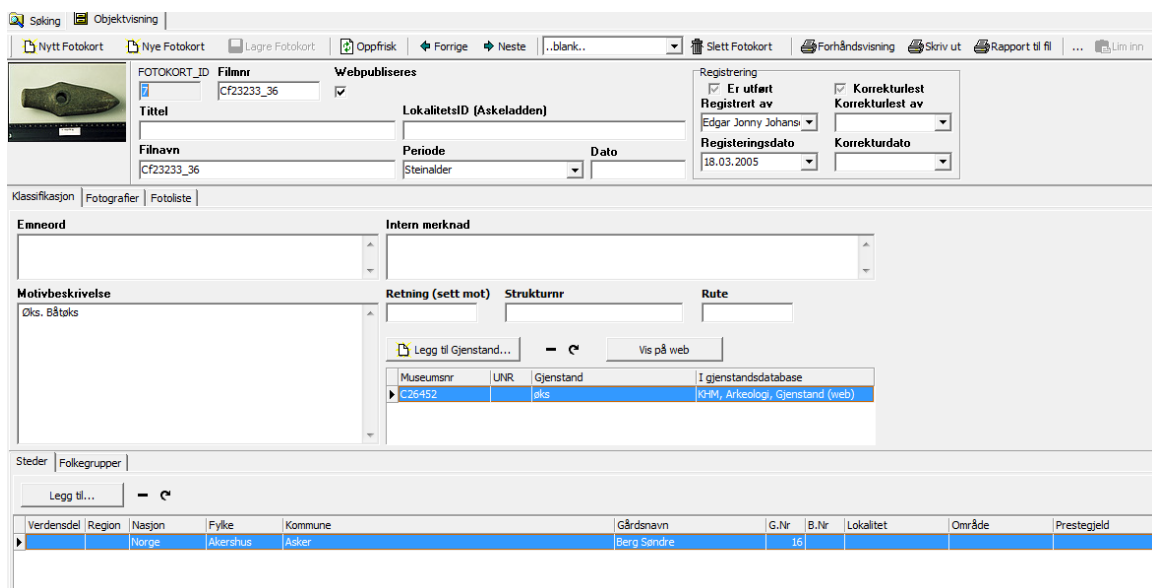 Søking Objektvisning
Nytt Fotokort Nye Fotokort Lagre Fotokort Oppfrisk Forrige Neste ..blank.. Slett Fotokort Forhåndsvisning Skriv ut Rapport til fil ... Lim inn
FOTOKORT_ID Filmnr Webpubliseres Registrering
7 Cf23233_36 Er utført Korrekturlest
Tittel LokalitetsID (Askeladden) Registrert av Korrekturlest av
Edgar Jonny Johans
Filnavn Periode Dato Registeringsdato Korrekturdato
Cf23233_36 Steinalder 18.03.2005
Klassifikasjon Fotografier Fotoliste
Emneord Intern merknad
Motivbeskrivelse Retning (sett mot) Strukturnr Rute
Øks. Båtøks
Legg til Gjenstand... Vis på web
Museumsnr UNR Gjenstand I gjenstandsdatabase
C26452 øks KHM, Arkeologi, Gjenstand (web)
Steder Folkegrupper
Legg til...
Verdensdel Region Nasjon Fylke Kommune Gårdsnavn G.Nr B.Nr Lokalitet Område Prestegjeld
Norge Akershus Asker Berg Søndre 16